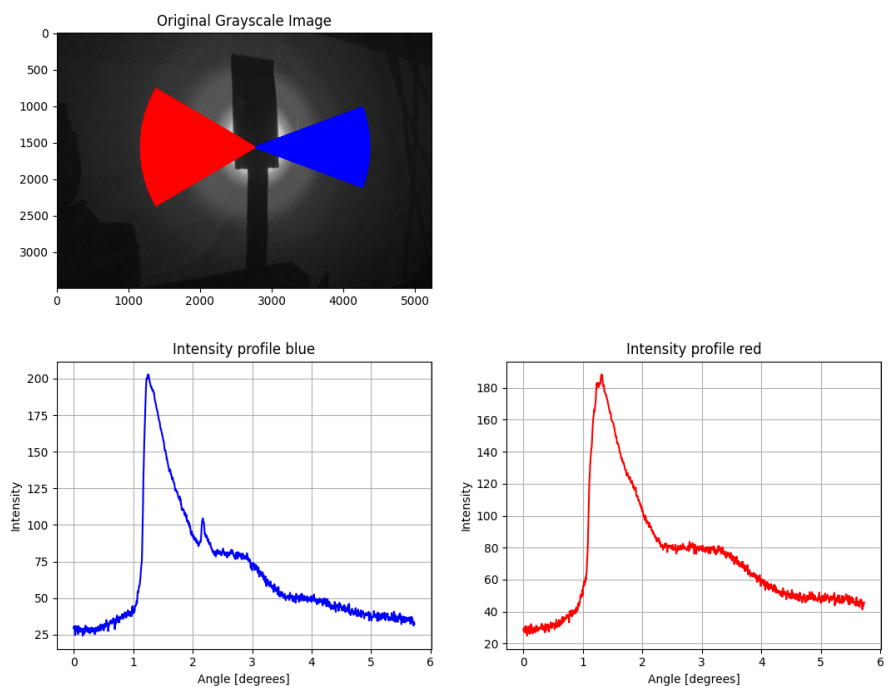 Original Grayscale Image
0
500
1000
1500
2000
2500
3000
0 1000 2000 3000 4000 5000
Intensity profile blue
Intensity
200
175
150
125
100
75
50
25
0 1 2 3 4 5 6
Angle [degrees]
Intensity profile red
Intensity
180
160
140
120
100
80
60
40
20
0 1 2 3 4 5 6
Angle [degrees]